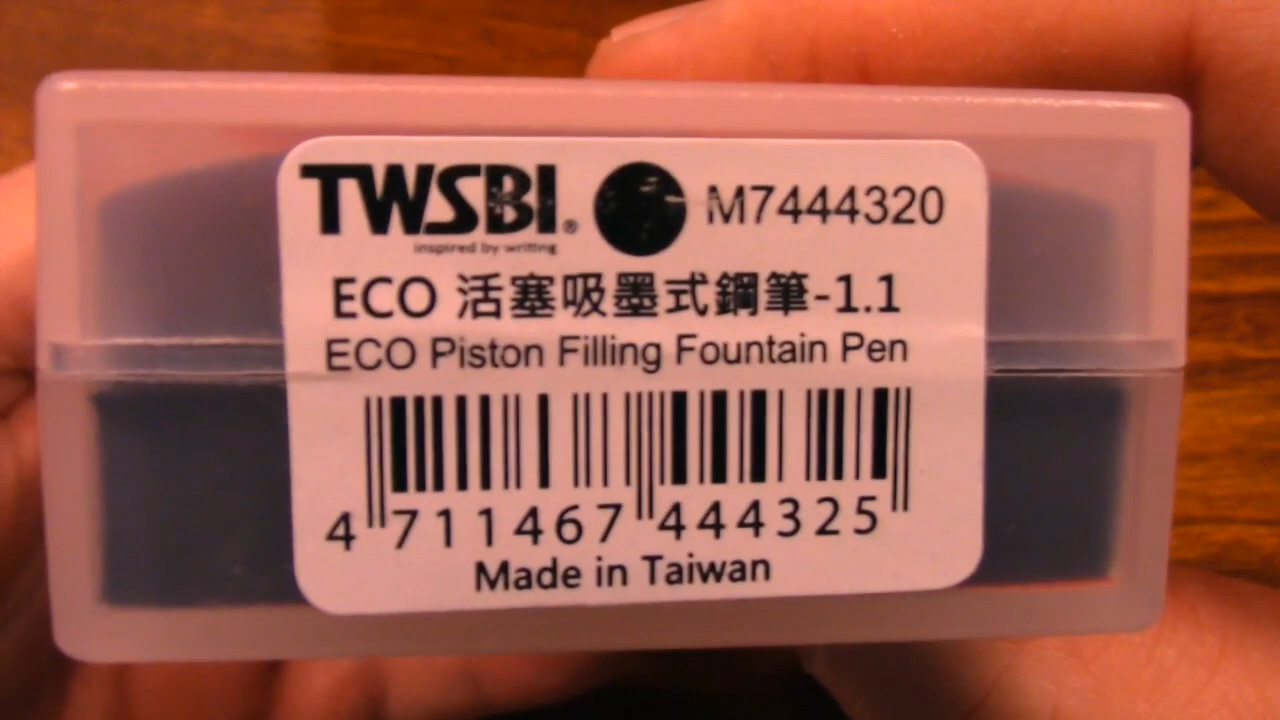 TWSBI® M7444320
inspired by writing
ECO 活塞吸墨式鋼筆-1.1
ECO Piston Filling Fountain Pen
4 711467 444325
Made in Taiwan